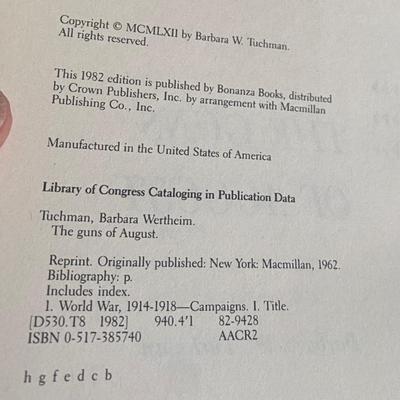 Copyright © MCMLXII by Barbara W. Tuchman.
All rights reserved.
This 1982 edition is published by Bonanza Books, distributed
by Crown Publishers, Inc. by arrangement with Macmillan
Publishing Co., Inc.
Manufactured in the United States of America
Library of Congress Cataloging in Publication Data
Tuchman, Barbara Wertheim.
The guns of August.
Reprint. Originally published: New York: Macmillan, 1962.
Bibliography: p.
Includes index.
1. World War, 1914-1918—Campaigns. I. Title.
[D530.T8 1982] 940.4'1 82-9428
ISBN 0-517-385740 AACR2
h g f e d c b